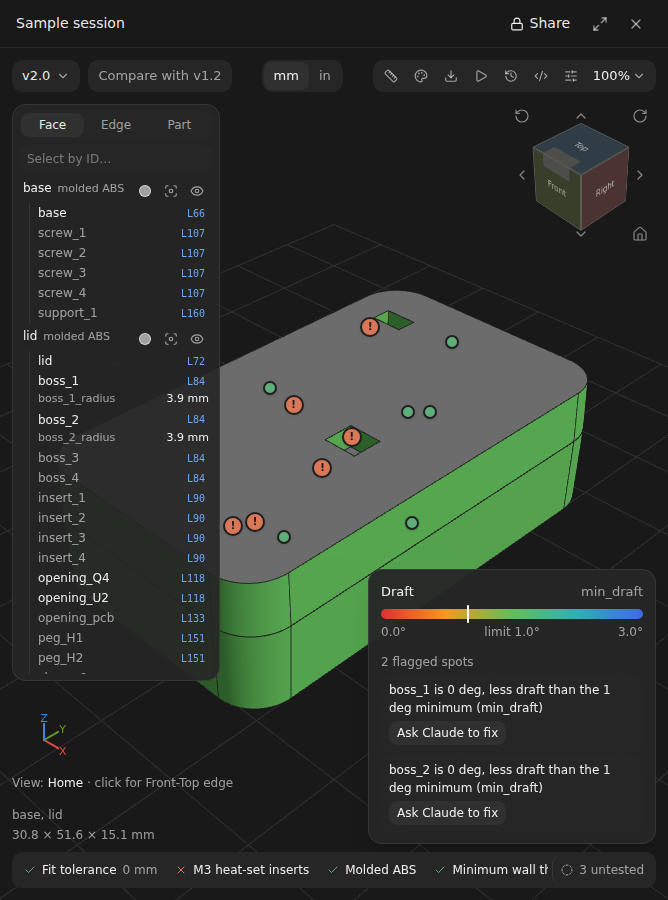 Sample session
Share
v2.0
Compare with v1.2
mm
in
100%
Face
Edge
Part
Select by ID...
base molded ABS
base L66
screw_1 L107
screw_2 L107
screw_3 L107
screw_4 L107
support_1 L160
lid molded ABS
lid L72
boss_1 L84
boss_1_radius 3.9 mm
boss_2 L84
boss_2_radius 3.9 mm
boss_3 L84
boss_4 L84
insert_1 L90
insert_2 L90
insert_3 L90
insert_4 L90
opening_Q4 L118
opening_U2 L118
opening_pcb L133
peg_H1 L151
peg_H2 L151
Top
Front
Right
!
!
!
!
!
!
Draft min_draft
0.0° limit 1.0° 3.0°
2 flagged spots
boss_1 is 0 deg, less draft than the 1
deg minimum (min_draft)
Ask Claude to fix
boss_2 is 0 deg, less draft than the 1
deg minimum (min_draft)
Ask Claude to fix
Z
Y
X
View: Home · click for Front-Top edge
base, lid
30.8 × 51.6 × 15.1 mm
Fit tolerance 0 mm
M3 heat-set inserts
Molded ABS
Minimum wall
3 untested